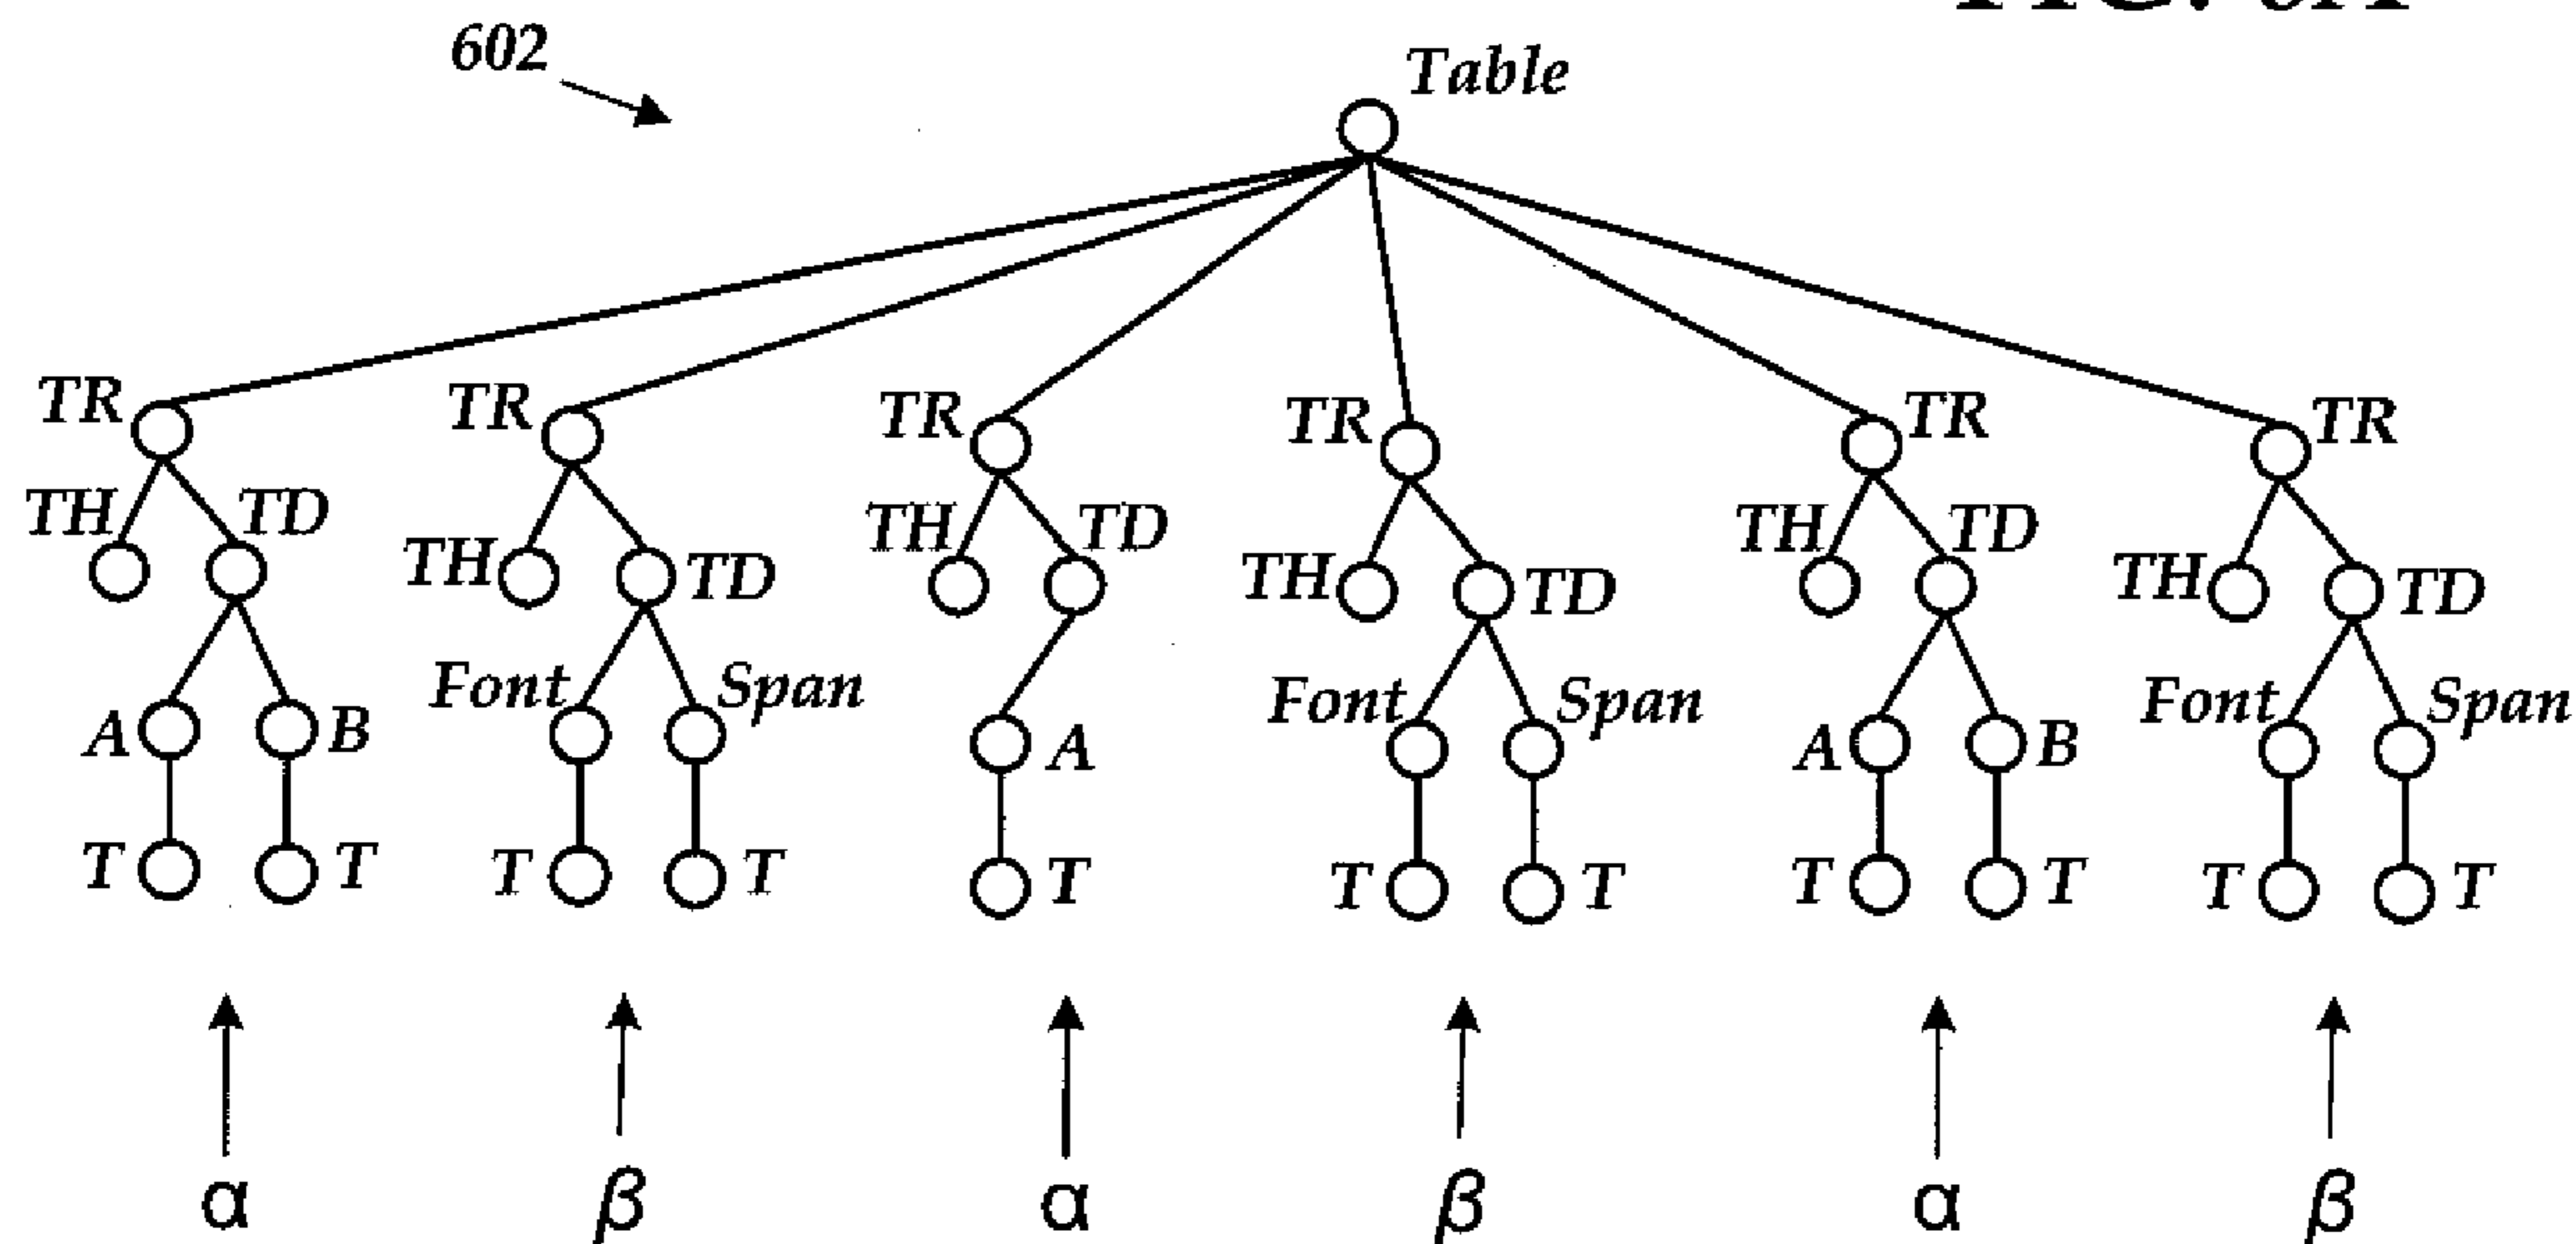 602
Table
TR TR TR TR TR TR
TH TD TH TD TH TD
TH TD TH TD TH TD
Font Span Font Span Font Span
A B A A B
T T T T T T T T T T T
α β α β α β